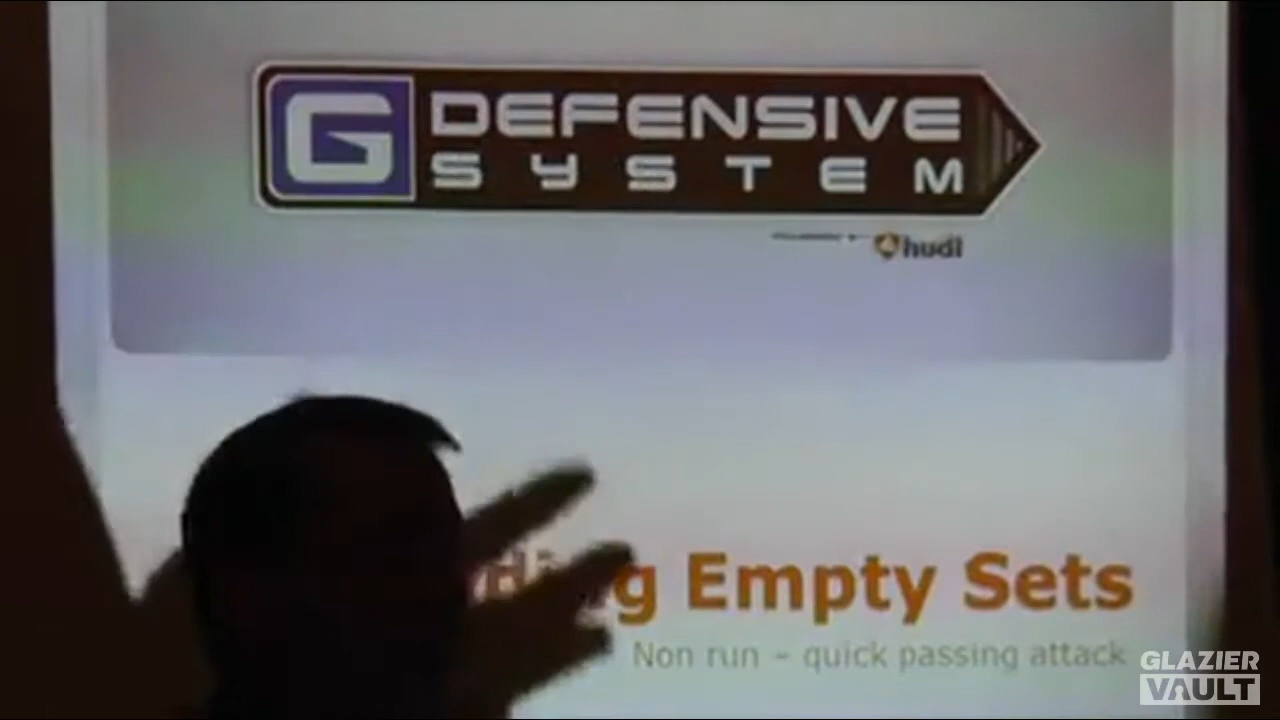 G DEFENSIVE
SYSTEM
hudl
Empty Sets
Non run – quick passing attack
GLAZIER
VAULT